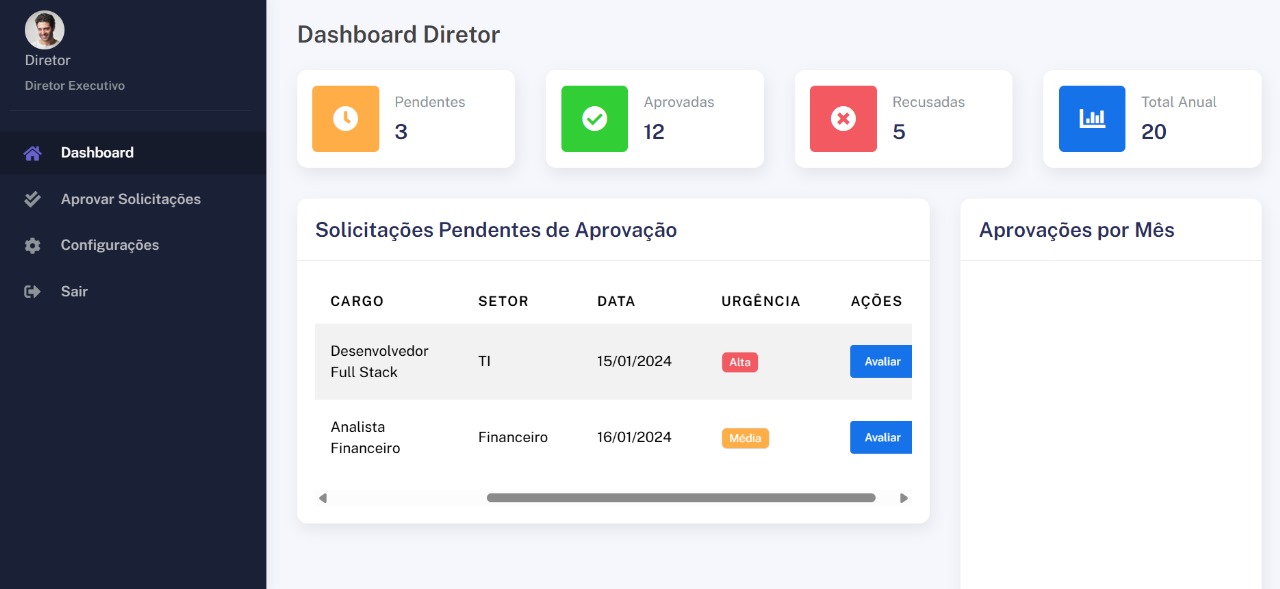 Diretor
Diretor Executivo
Dashboard
Aprovar Solicitações
Configurações
Sair
Dashboard Diretor
Pendentes
3
Aprovadas
12
Recusadas
5
Total Anual
20
Solicitações Pendentes de Aprovação
CARGO SETOR DATA URGÊNCIA AÇÕES
Desenvolvedor
Full Stack
TI 15/01/2024 Alta Avaliar
Analista
Financeiro
Financeiro 16/01/2024 Média Avaliar
Aprovações por Mês